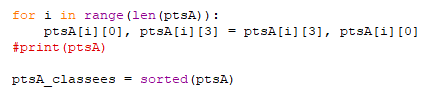 for i in range(len(ptsA)):
    ptsA[i][0], ptsA[i][3] = ptsA[i][3], ptsA[i][0]
#print(ptsA)
ptsA_classees = sorted(ptsA)